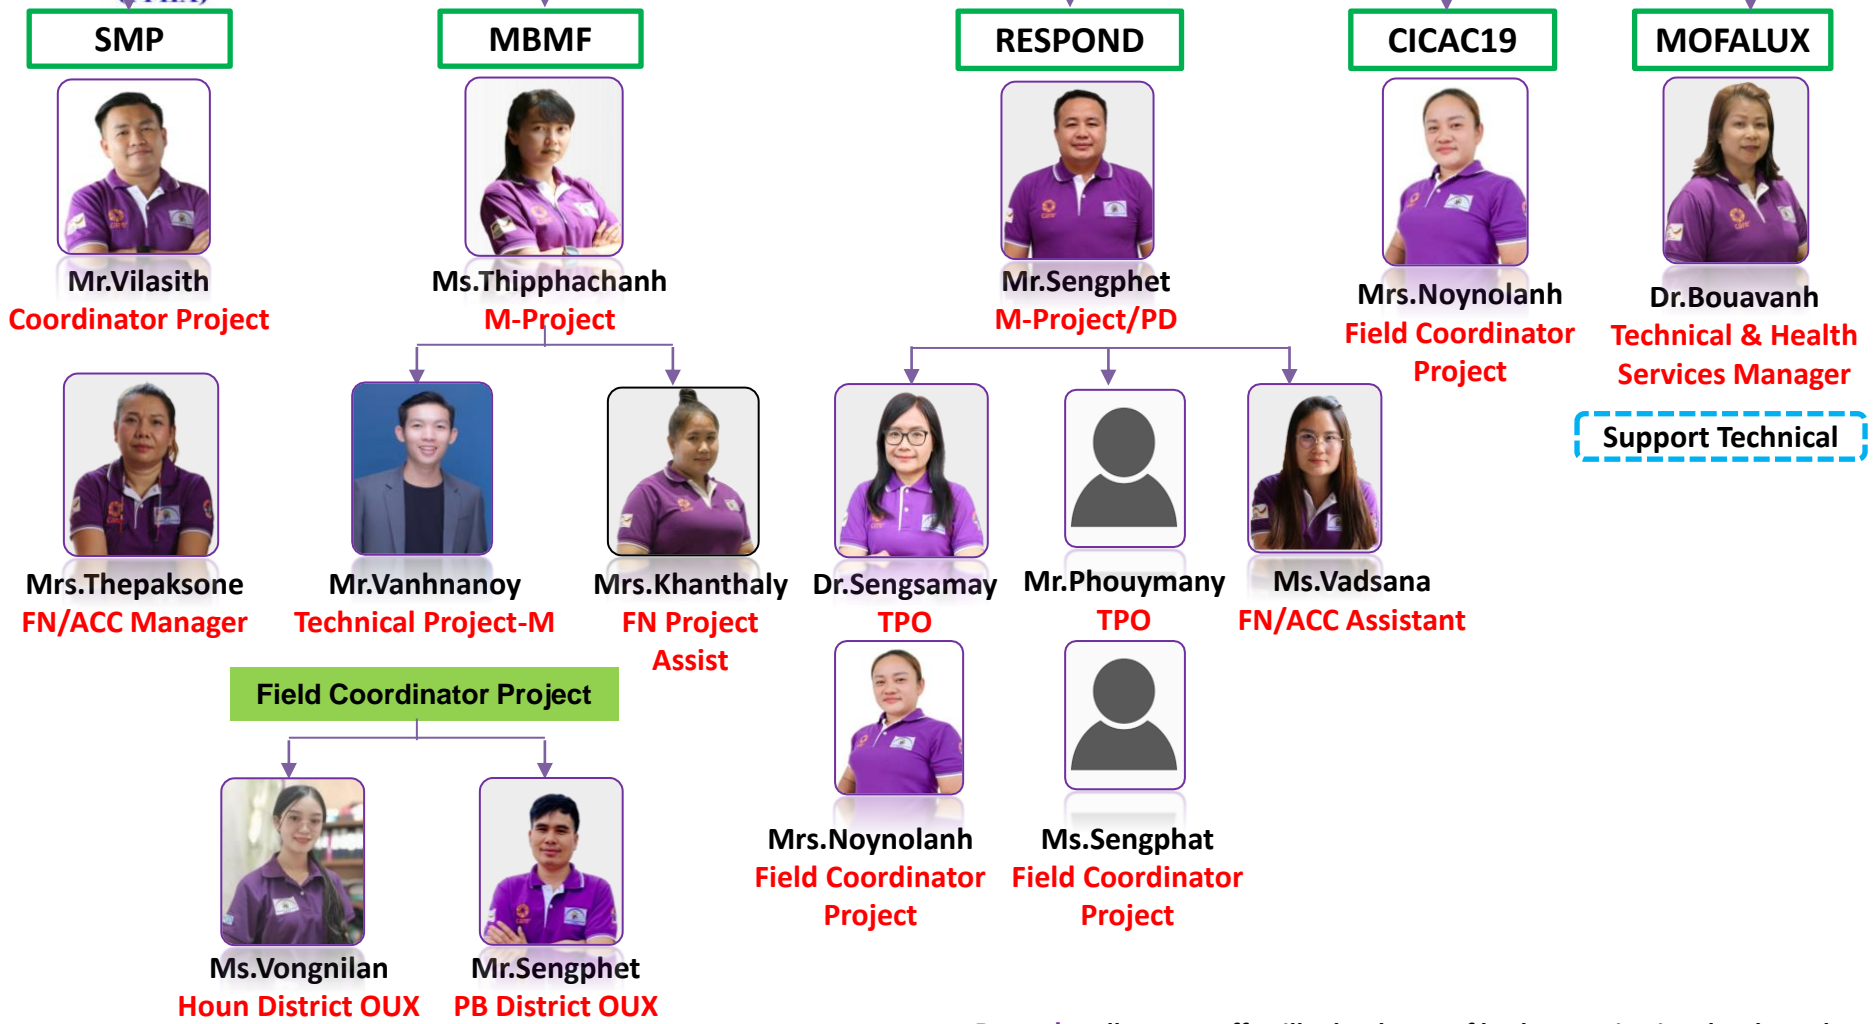 SMP
MBMF
RESPOND
CICAC19
MOFALUX
Mr.Vilasith
Coordinator Project
Ms.Thipphachanh
M-Project
Mr.Sengphet
M-Project/PD
Mrs.Noynolanh
Field Coordinator
Project
Dr.Bouavanh
Technical & Health
Services Manager
Support Technical
Mrs.Thepaksone
FN/ACC Manager
Mr.Vanhnanoy
Technical Project-M
Mrs.Khanthaly
FN Project
Assist
Dr.Sengsamay
TPO
Mr.Phouymany
TPO
Ms.Vadsana
FN/ACC Assistant
Field Coordinator Project
Mrs.Noynolanh
Field Coordinator
Project
Ms.Sengphat
Field Coordinator
Project
Ms.Vongnilan
Houn District OUX
Mr.Sengphet
PB District OUX